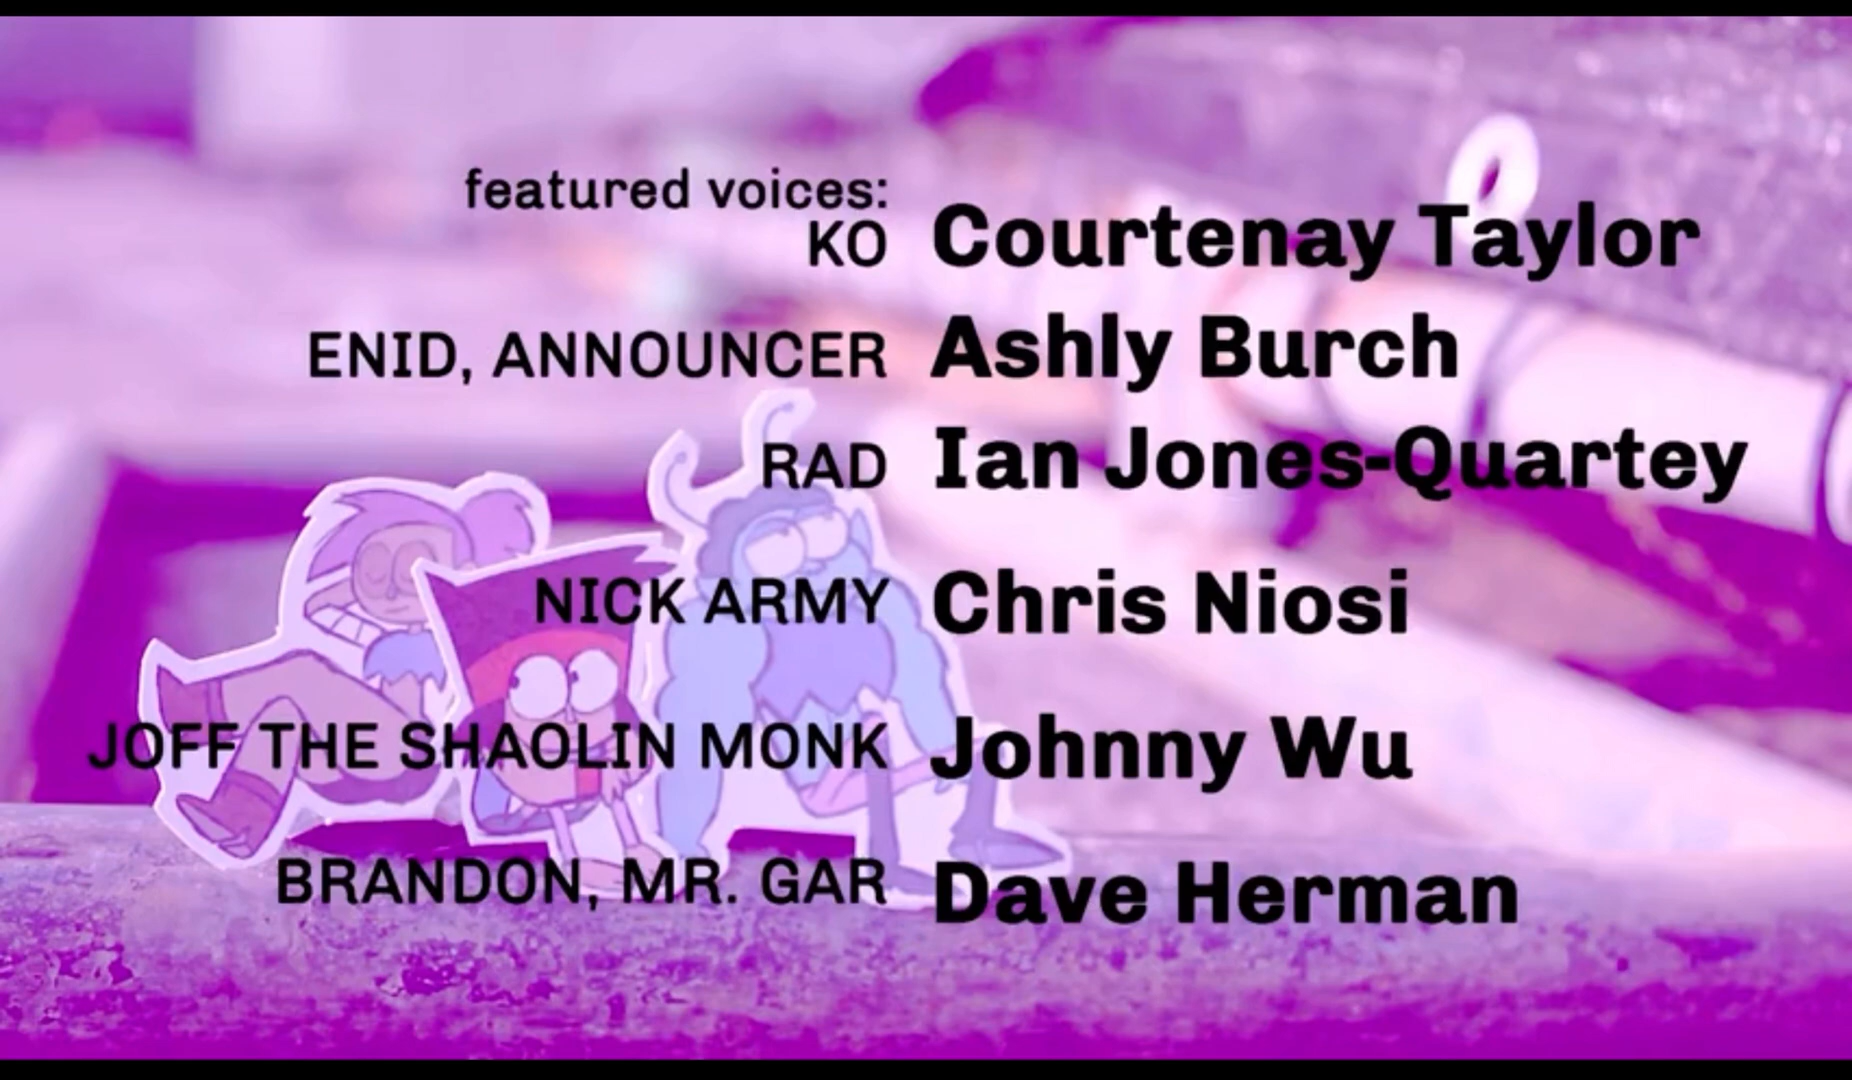 featured voices:
KO Courtenay Taylor
ENID, ANNOUNCER Ashly Burch
RAD Ian Jones-Quartey
NICK ARMY Chris Niosi
JOFF THE SHAOLIN MONK Johnny Wu
BRANDON, MR. GAR Dave Herman